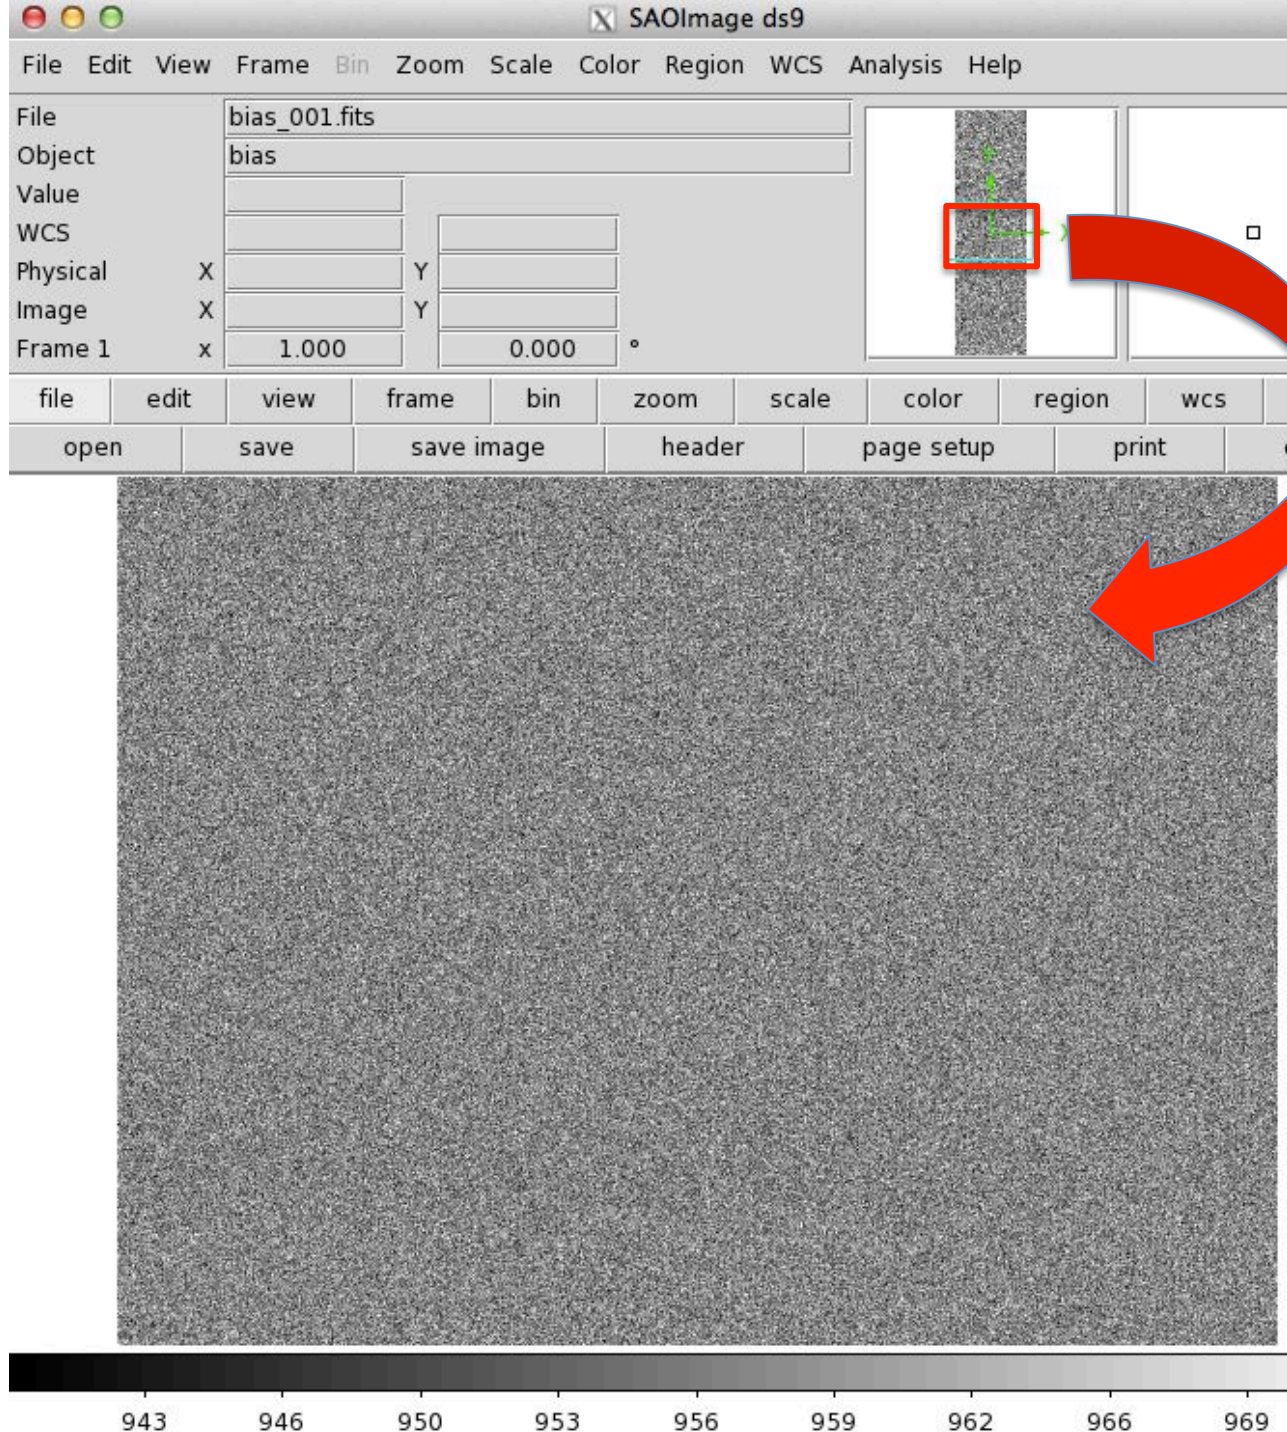 X SAOImage ds9
File Edit View Frame Bin Zoom Scale Color Region WCS Analysis Help
File bias_001.fits
Object bias
Value
WCS
Physical X Y
Image X Y
Frame 1 x 1.000 0.000 °
Y
X
file edit view frame bin zoom scale color region wcs
open save save image header page setup print
943 946 950 953 956 959 962 966 969